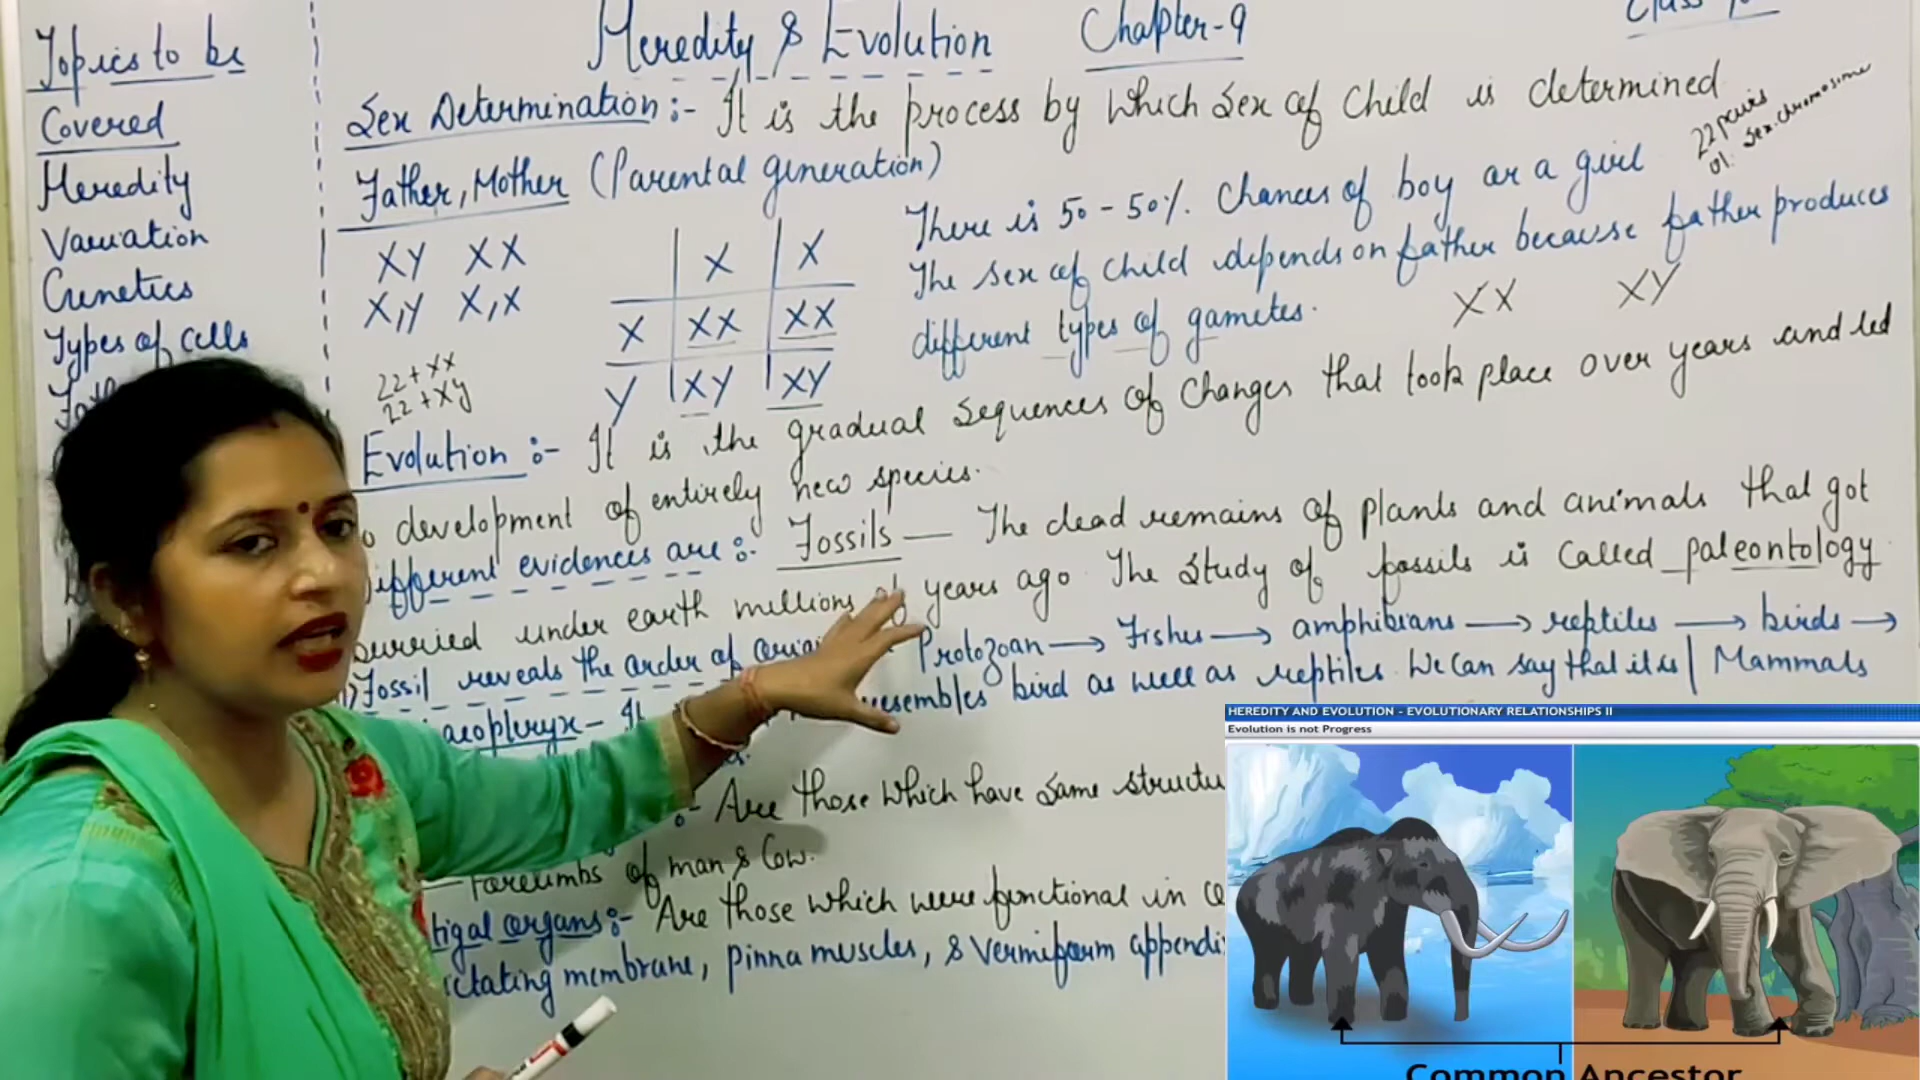 Topics to be
Covered
Heredity
Variation
Genetics
Types of cells
Heredity & Evolution Chapter-9
Sex Determination:- It is the process by which Sex of Child is determined
22 pairs
Sex. chromosome
Father, Mother (Parental generation)
XY XX
X,Y X,X
22+XX
22+XY
X X
X XX XX
Y XY XY
There is 50-50% Chances of boy or a girl
The sex of child depends on father because father produces
different types of gametes.
XX XY
Evolution:- It is the gradual sequences of changes that took place over years and led
development of entirely new species.
Different evidences are:- Fossils — The dead remains of plants and animals that got
burried under earth millions of years ago. The Study of fossils is Called paleontology
Fossil reveals the order of Protozoan → Fishes → amphibians → reptiles → birds →
Mammals
resembles bird as well as reptiles. We can say that it is
:- Are those which have same structu
forelimbs of man & Cow.
tigal organs:- Are those which were functional in
ictating membrane, pinna muscles, & Vermiform appendi
HEREDITY AND EVOLUTION - EVOLUTIONARY RELATIONSHIPS II
Evolution is not Progress
Common Ancestor